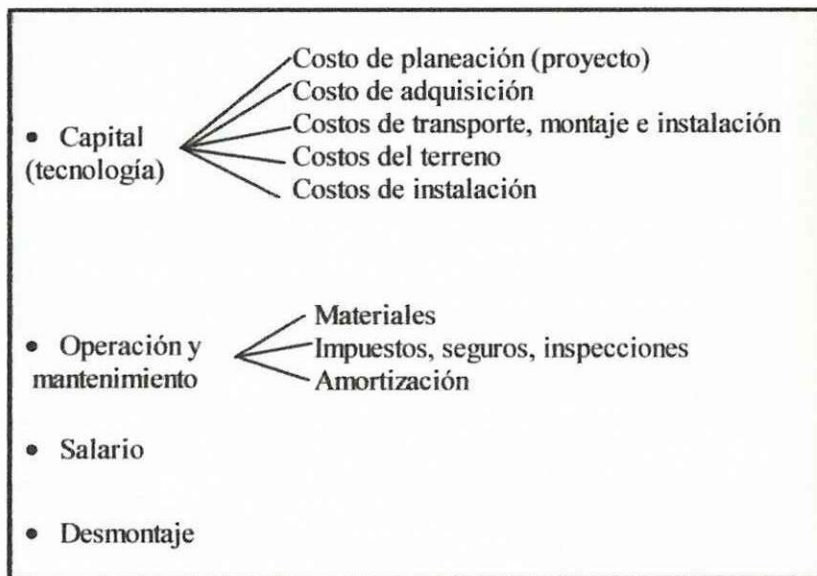 Costo de planeación (proyecto)
Costo de adquisición
• Capital
(tecnología)
Costos de transporte, montaje e instalación
Costos del terreno
Costos de instalación
Materiales
• Operación y
mantenimiento
Impuestos, seguros, inspecciones
Amortización
• Salario
• Desmontaje